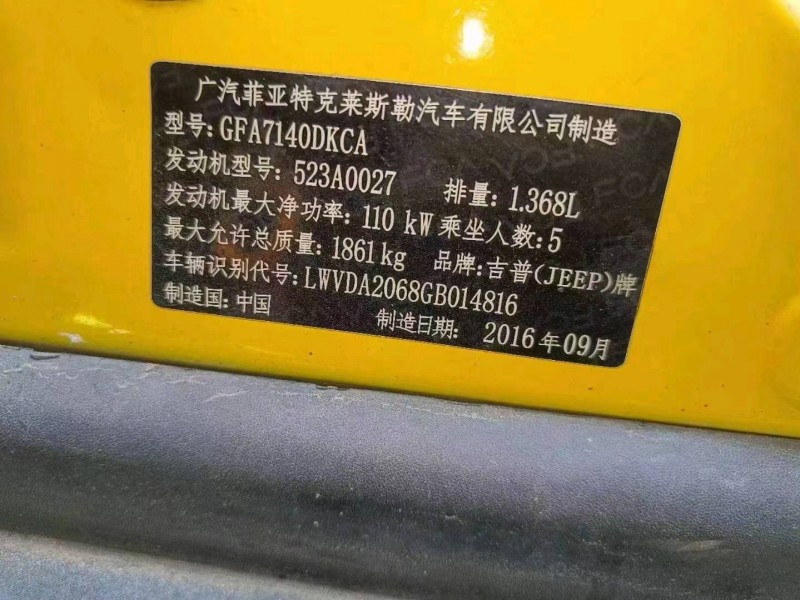 广汽菲亚特克莱斯勒汽车有限公司制造
型号: GFA7140DKCA
发动机型号: 523A0027 排量: 1.368L
发动机最大净功率: 110 kW 乘坐人数: 5
最大允许总质量: 1861kg 品牌: 吉普(JEEP)牌
车辆识别代号: LWVDA2068GB014816
制造国: 中国 制造日期: 2016年09月